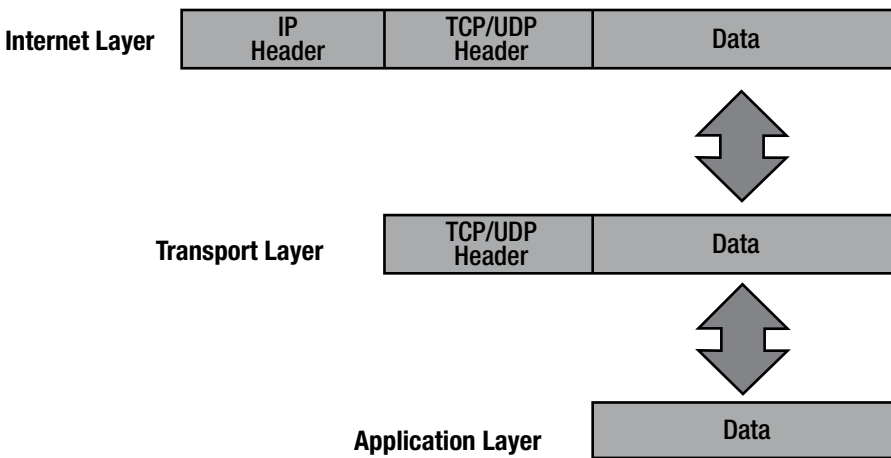 Internet Layer
IP
Header
TCP/UDP
Header
Data
Transport Layer
TCP/UDP
Header
Data
Application Layer
Data